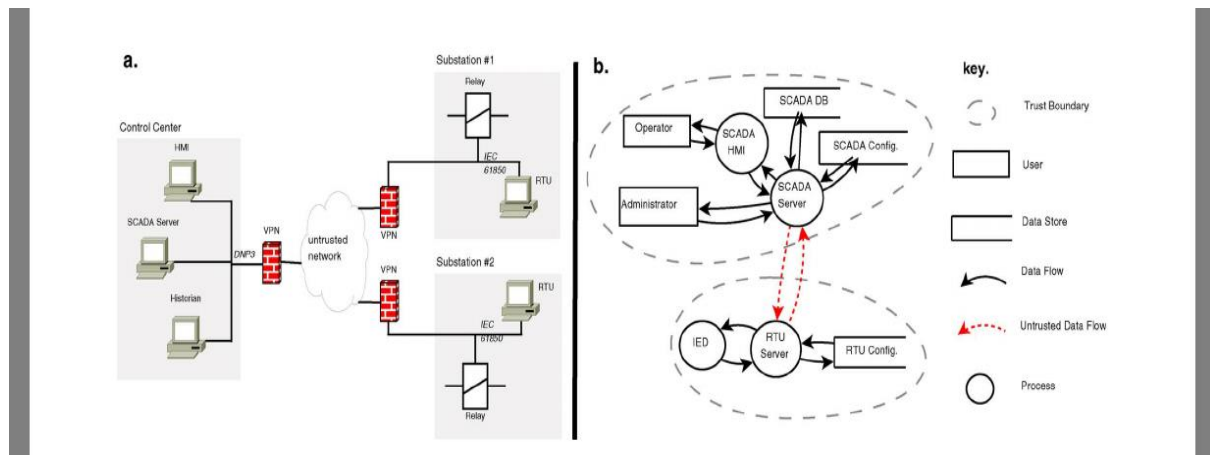 a.
Control Center
HMI
SCADA Server
Historian
DNP3
VPN
untrusted
network
VPN
VPN
Substation #1
Relay
IEC
61850
RTU
Substation #2
RTU
IEC
61850
Relay
b.
Operator
SCADA
HMI
SCADA DB
SCADA Config.
Administrator
SCADA
Server
IED
RTU
Server
RTU Config.
key.
Trust Boundary
User
Data Store
Data Flow
Untrusted Data Flow
Process